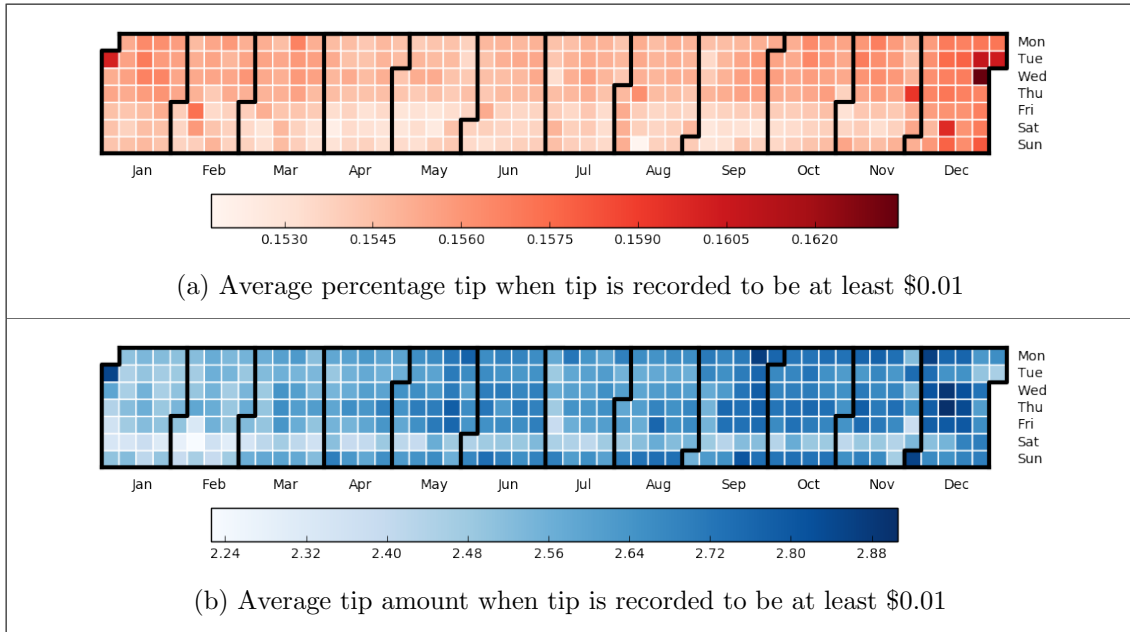 Mon
Tue
Wed
Thu
Fri
Sat
Sun
Jan Feb Mar Apr May Jun Jul Aug Sep Oct Nov Dec
0.1530 0.1545 0.1560 0.1575 0.1590 0.1605 0.1620
(a) Average percentage tip when tip is recorded to be at least $0.01
Mon
Tue
Wed
Thu
Fri
Sat
Sun
Jan Feb Mar Apr May Jun Jul Aug Sep Oct Nov Dec
2.24 2.32 2.40 2.48 2.56 2.64 2.72 2.80 2.88
(b) Average tip amount when tip is recorded to be at least $0.01